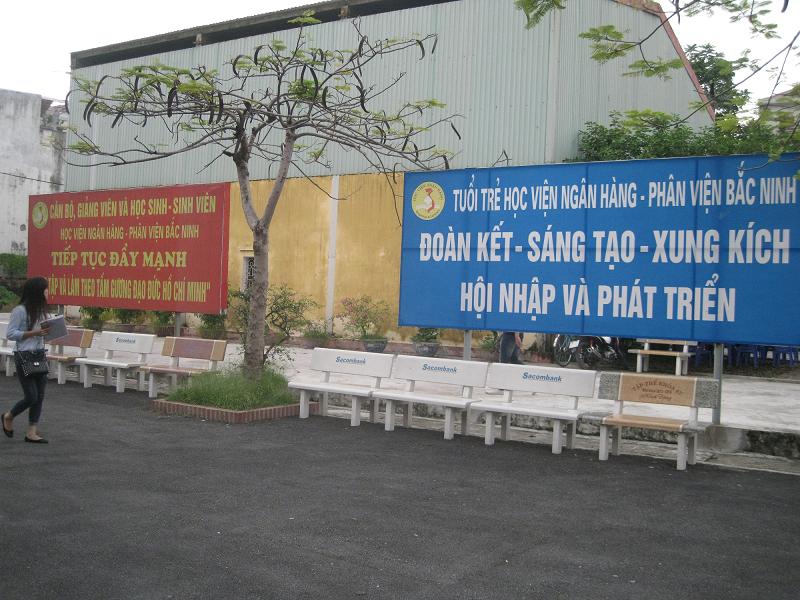 CÁN BỘ, GIẢNG VIÊN VÀ HỌC SINH - SINH VIÊN
HỌC VIỆN NGÂN HÀNG - PHÂN VIỆN BẮC NINH
TIẾP TỤC ĐẨY MẠNH
TẬP VÀ LÀM THEO TẤM GƯƠNG ĐẠO ĐỨC HỒ CHÍ MINH"
TUỔI TRẺ HỌC VIỆN NGÂN HÀNG - PHÂN VIỆN BẮC NINH
ĐOÀN KẾT - SÁNG TẠO - XUNG KÍCH
HỘI NHẬP VÀ PHÁT TRIỂN
Sacombank
Sacombank
Sacombank
Sacombank
TẬP THỂ KHÓA